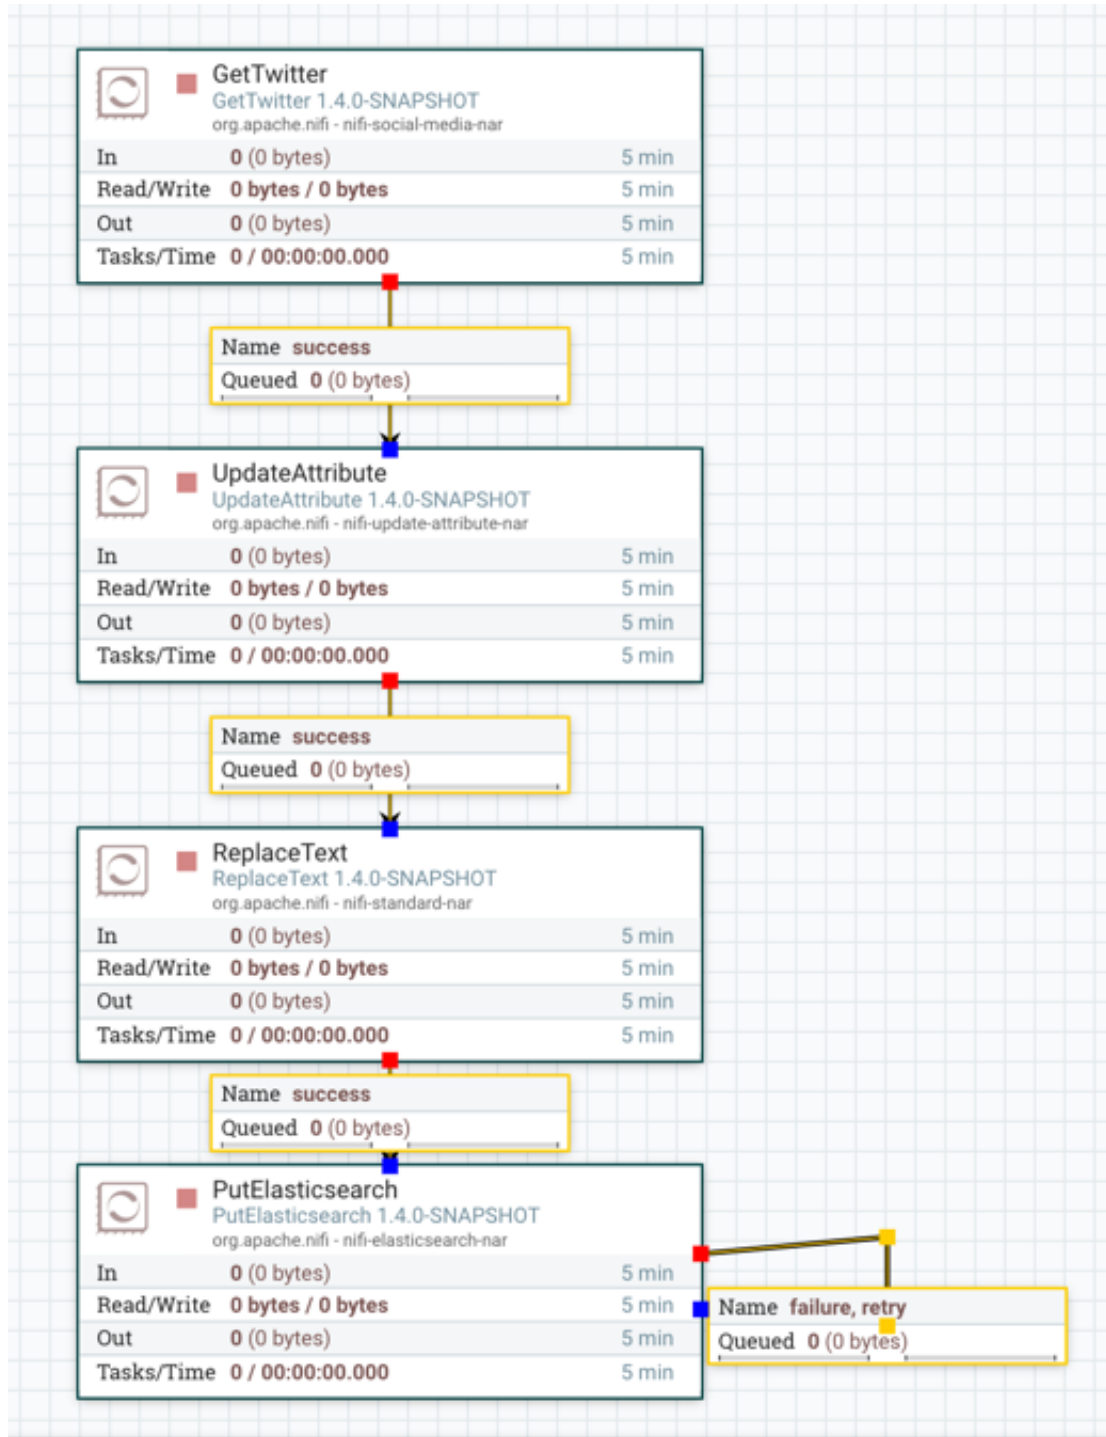 GetTwitter
GetTwitter 1.4.0-SNAPSHOT
org.apache.nifi - nifi-social-media-nar
In 0 (0 bytes) 5 min
Read/Write 0 bytes / 0 bytes 5 min
Out 0 (0 bytes) 5 min
Tasks/Time 0 / 00:00:00.000 5 min
Name success
Queued 0 (0 bytes)
UpdateAttribute
UpdateAttribute 1.4.0-SNAPSHOT
org.apache.nifi - nifi-update-attribute-nar
In 0 (0 bytes) 5 min
Read/Write 0 bytes / 0 bytes 5 min
Out 0 (0 bytes) 5 min
Tasks/Time 0 / 00:00:00.000 5 min
Name success
Queued 0 (0 bytes)
ReplaceText
ReplaceText 1.4.0-SNAPSHOT
org.apache.nifi - nifi-standard-nar
In 0 (0 bytes) 5 min
Read/Write 0 bytes / 0 bytes 5 min
Out 0 (0 bytes) 5 min
Tasks/Time 0 / 00:00:00.000 5 min
Name success
Queued 0 (0 bytes)
PutElasticsearch
PutElasticsearch 1.4.0-SNAPSHOT
org.apache.nifi - nifi-elasticsearch-nar
In 0 (0 bytes) 5 min
Read/Write 0 bytes / 0 bytes 5 min
Out 0 (0 bytes) 5 min
Tasks/Time 0 / 00:00:00.000 5 min
Name failure, retry
Queued 0 (0 bytes)